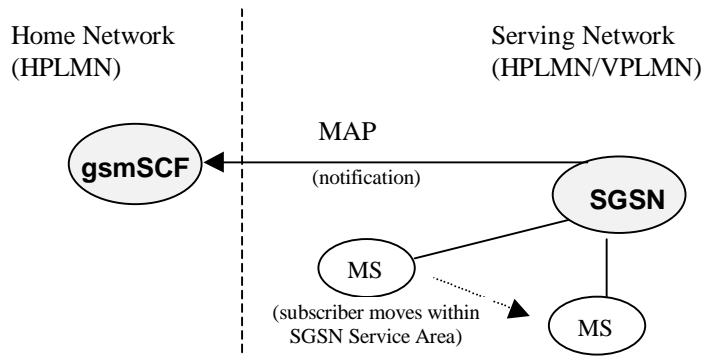 Home Network
(HPLMN)
Serving Network
(HPLMN/VPLMN)
MAP
(notification)
gsmSCF
SGSN
MS
(subscriber moves within
SGSN Service Area)
MS